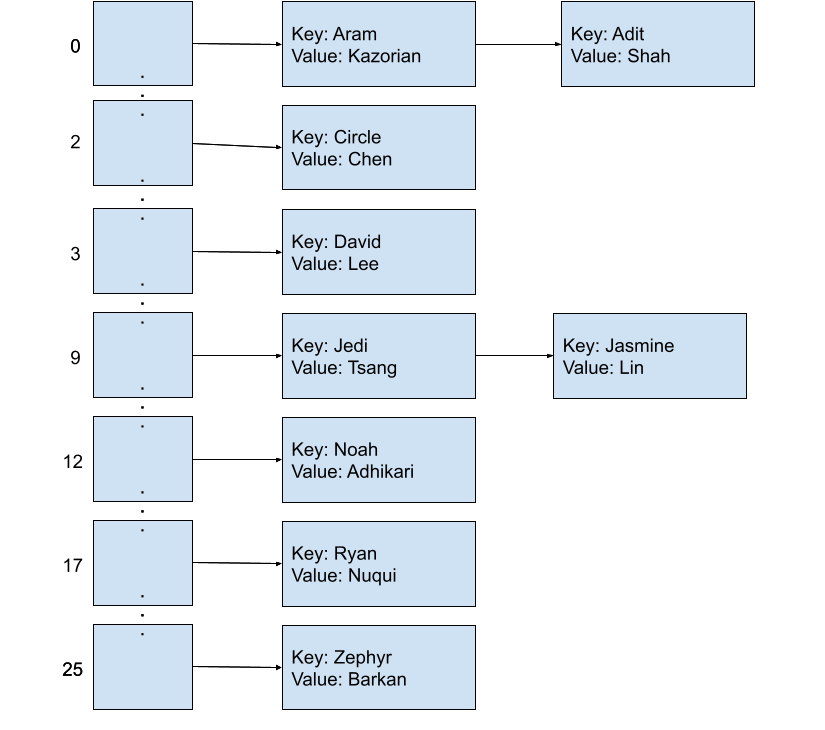 0
Key: Aram
Value: Kazorian
Key: Adit
Value: Shah
2
Key: Circle
Value: Chen
3
Key: David
Value: Lee
9
Key: Jedi
Value: Tsang
Key: Jasmine
Value: Lin
12
Key: Noah
Value: Adhikari
17
Key: Ryan
Value: Nuqui
25
Key: Zephyr
Value: Barkan